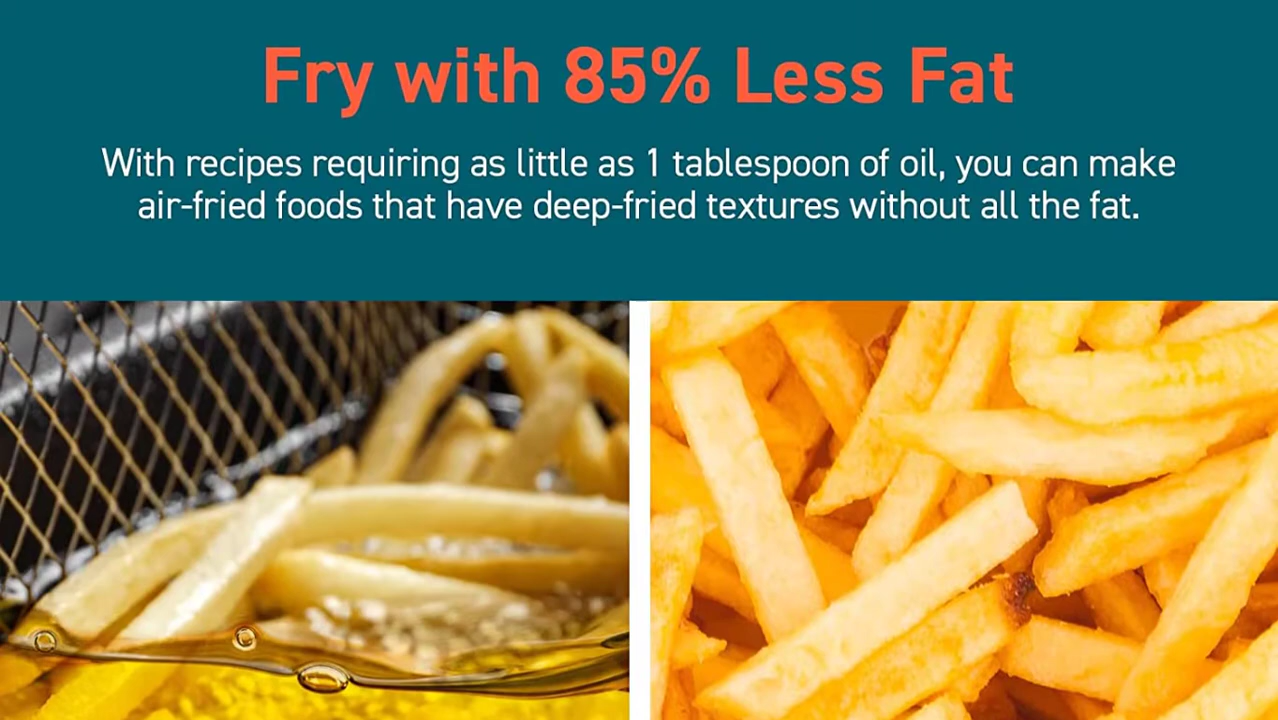 Fry with 85% Less Fat
With recipes requiring as little as 1 tablespoon of oil, you can make
air-fried foods that have deep-fried textures without all the fat.